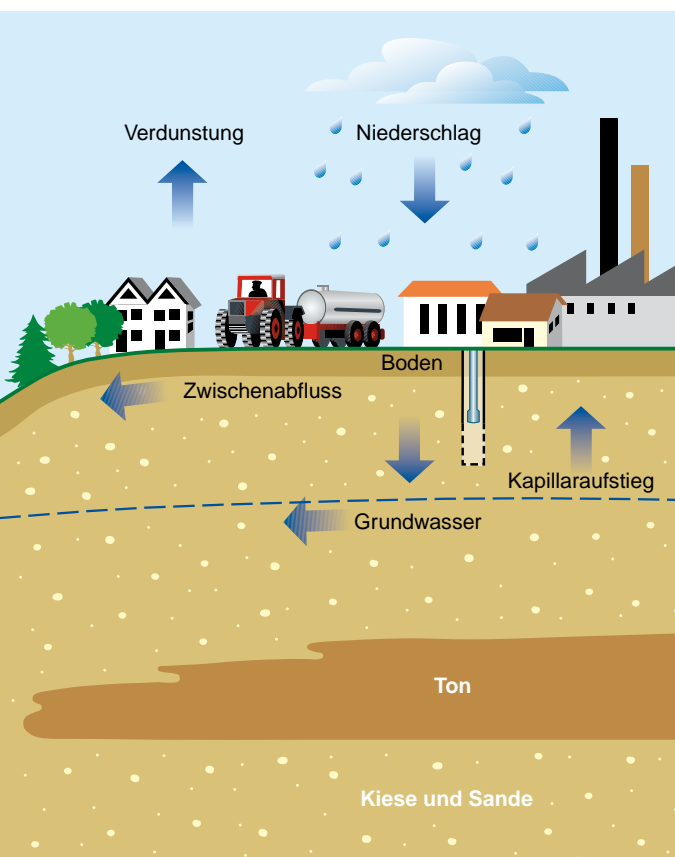 Verdunstung
Niederschlag
Boden
Zwischenabfluss
Kapillaraufstieg
Grundwasser
Ton
Kiese und Sande